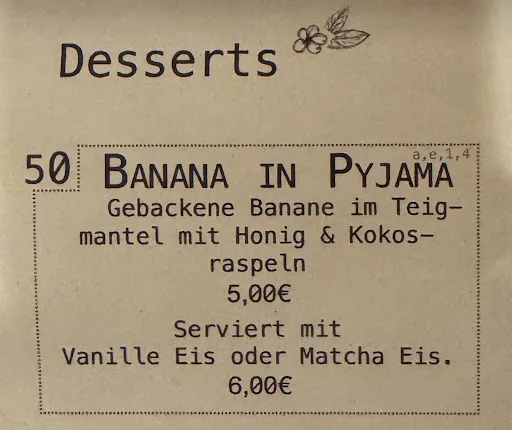 Desserts
50 BANANA IN PYJAMA a,e,1,4
Gebackene Banane im Teig-
mantel mit Honig & Kokos-
raspeln
5,00€
Serviert mit
Vanille Eis oder Matcha Eis.
6,00€